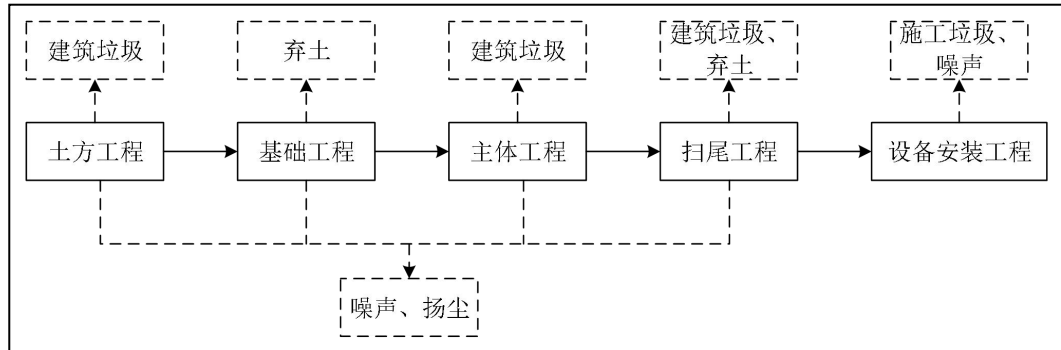 建筑垃圾
弃土
建筑垃圾
建筑垃圾、
弃土
施工垃圾、
噪声
土方工程
基础工程
主体工程
扫尾工程
设备安装工程
噪声、扬尘